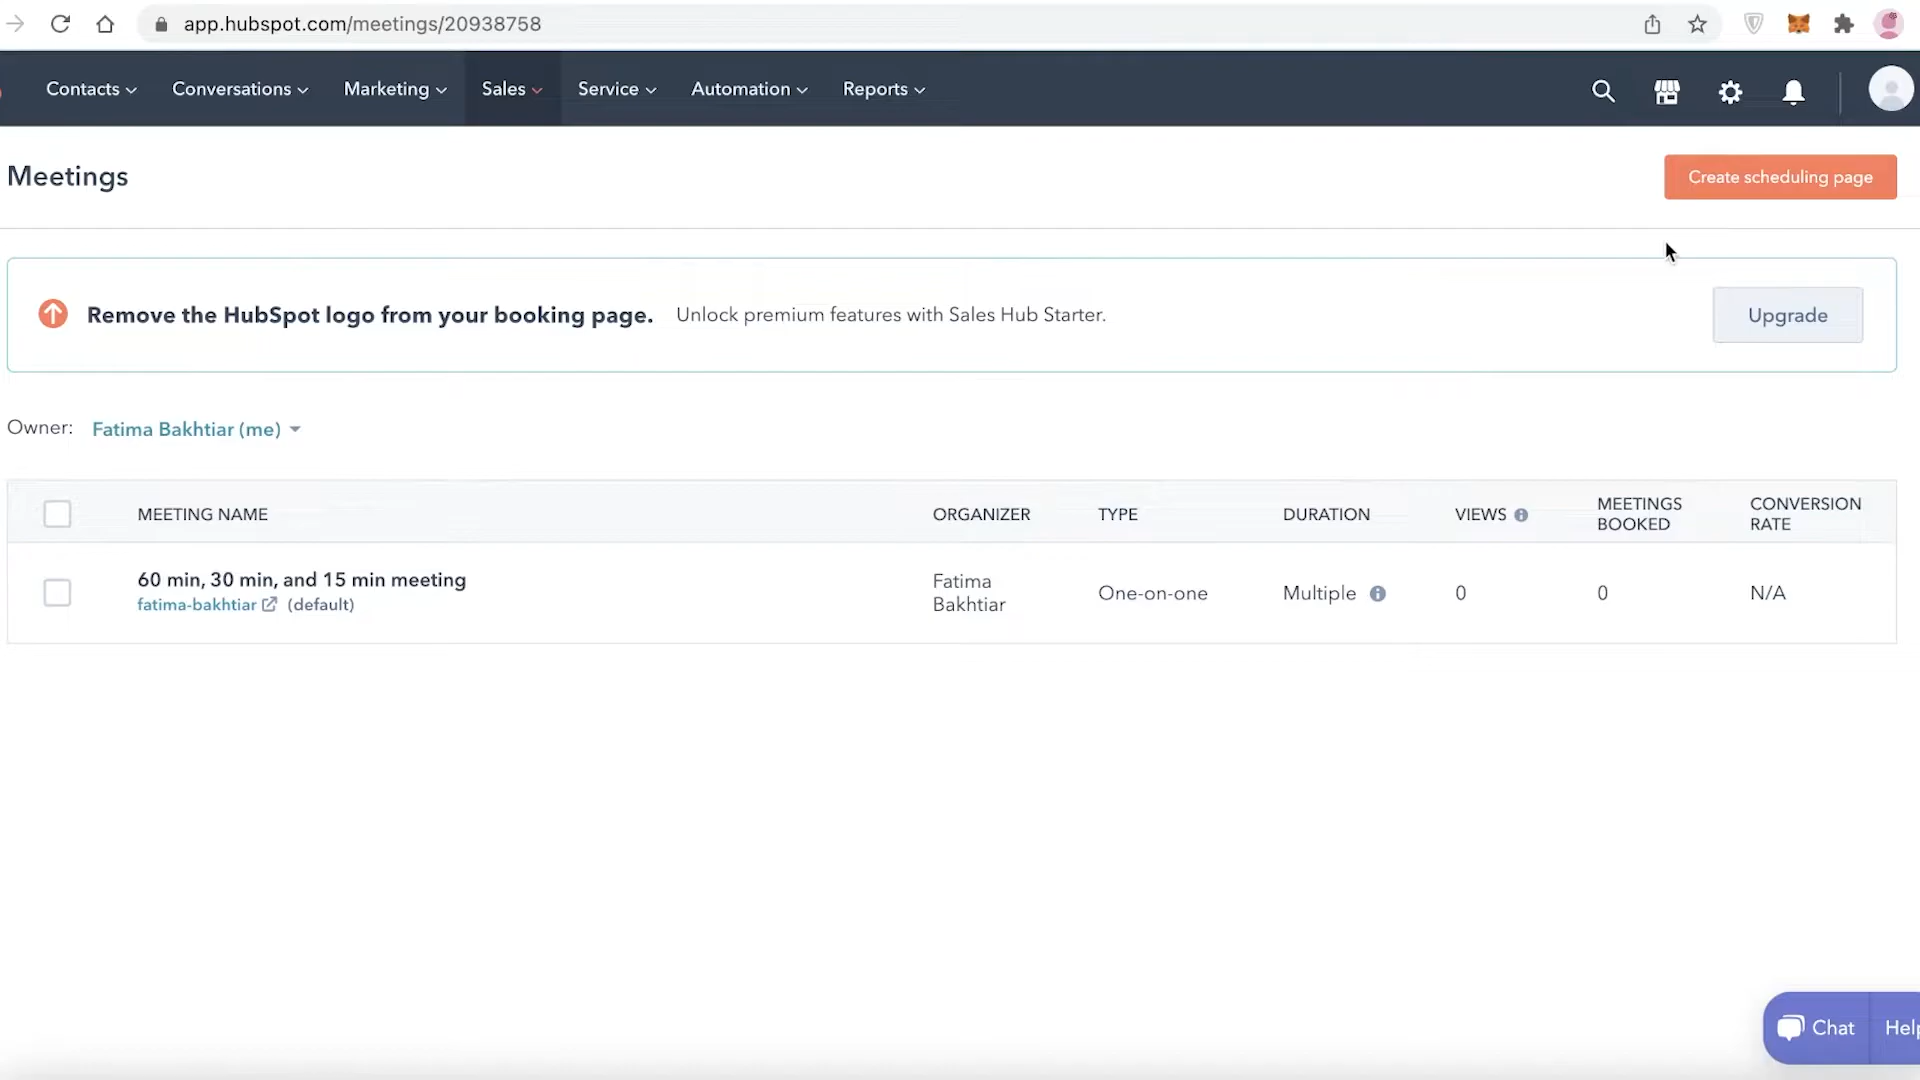 app.hubspot.com/meetings/20938758
Contacts Conversations Marketing Sales Service Automation Reports
Meetings
Create scheduling page
Remove the HubSpot logo from your booking page. Unlock premium features with Sales Hub Starter.
Upgrade
Owner: Fatima Bakhtiar (me)
MEETING NAME ORGANIZER TYPE DURATION VIEWS MEETINGS BOOKED CONVERSION RATE
60 min, 30 min, and 15 min meeting
fatima-bakhtiar (default)
Fatima
Bakhtiar
One-on-one Multiple 0 0 N/A
Chat Help